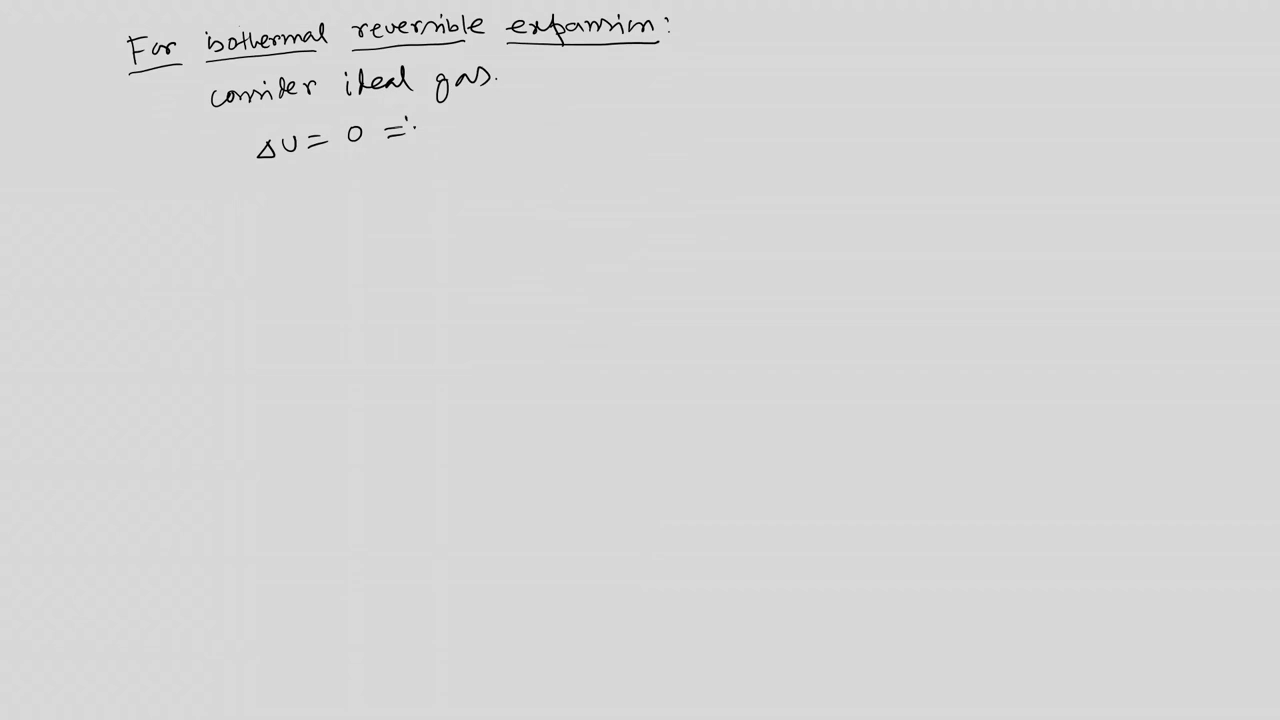 For isothermal reversible expansion:
consider ideal gas.
ΔU = 0 =